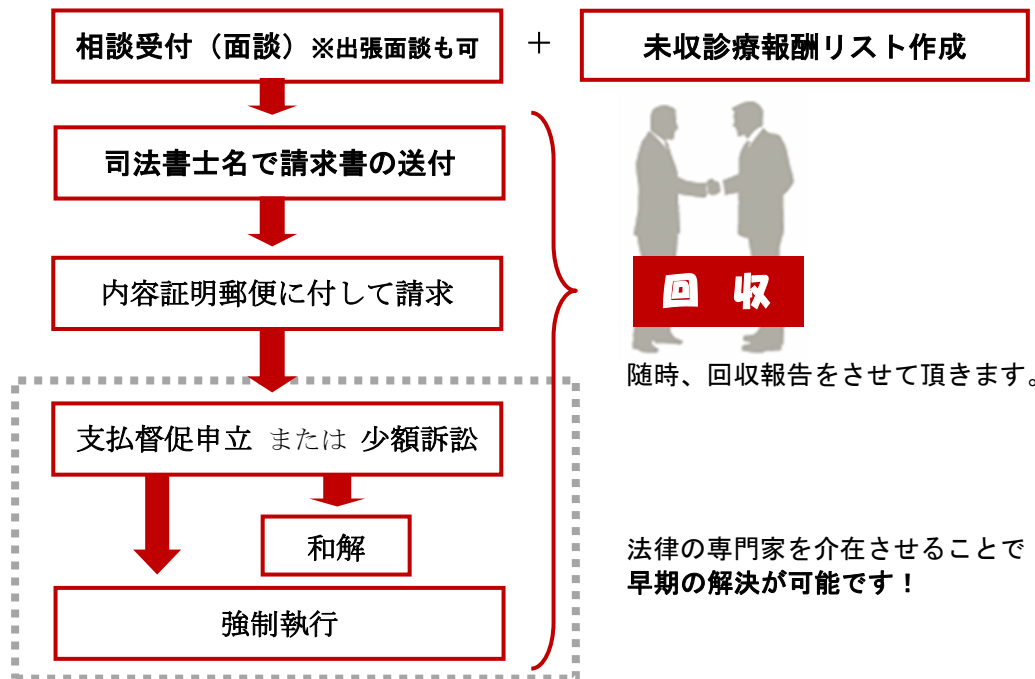 相談受付（面談）※出張面談も可
＋
未収診療報酬リスト作成
司法書士名で請求書の送付
内容証明郵便に付して請求
回 収
随時、回収報告をさせて頂きます。
支払督促申立 または 少額訴訟
和解
強制執行
法律の専門家を介在させることで
早期の解決が可能です！